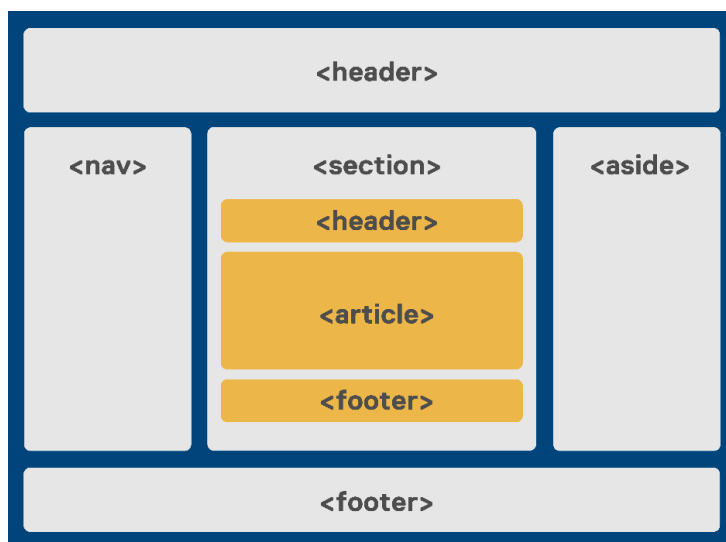 <header>
<nav>
<section>
<header>
<article>
<footer>
<aside>
<footer>